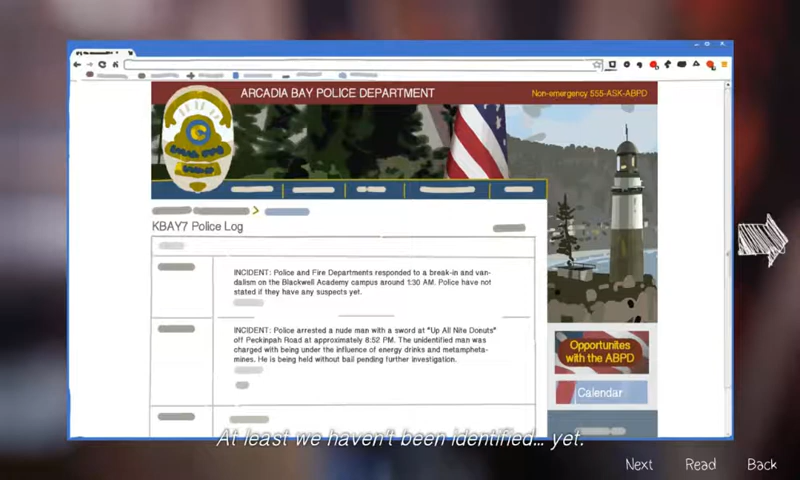 ARCADIA BAY POLICE DEPARTMENT
Non-emergency 555-ASK-ABPD
KBAY7 Police Log
INCIDENT: Police and Fire Departments responded to a break-in and van-
dalism on the Blackwell Academy campus around 1:30 AM. Police have not
stated if they have any suspects yet.
INCIDENT: Police arrested a nude man with a sword at "Up All Nite Donuts"
off Peckinpah Road at approximately 8:52 PM. The unidentified man was
charged with being under the influence of energy drinks and metampheta-
mines. He is being held without bail pending further investigation.
Opportunites
with the ABPD
Calendar
At least we haven't been identified... yet.
Next
Read
Back